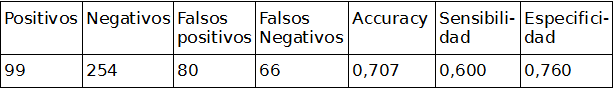 Positivos Negativos Falsos positivos Falsos Negativos Accuracy Sensibili-dad Especifici-dad
99 254 80 66 0,707 0,600 0,760